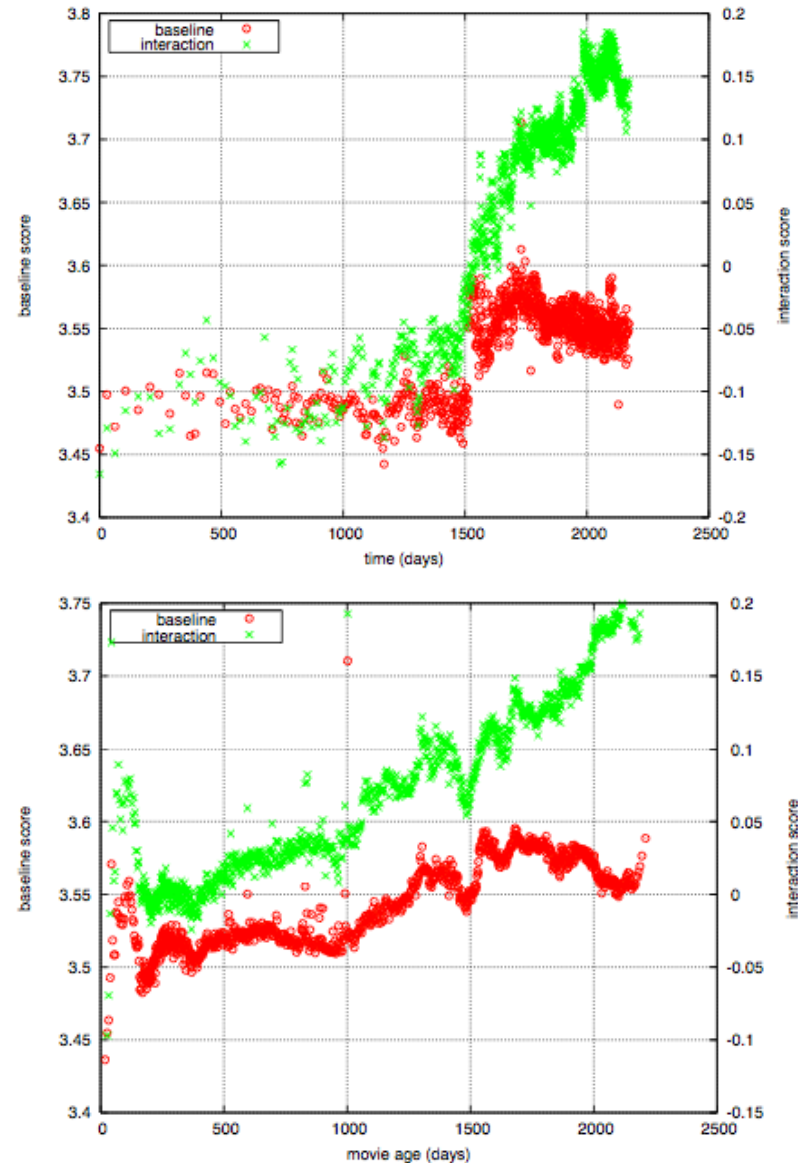 3.8
3.75
3.7
3.65
3.6
3.55
3.5
3.45
3.4
baseline score
baseline
interaction
0.2
0.15
0.1
0.05
0
-0.05
-0.1
-0.15
-0.2
interaction score
0 500 1000 1500 2000 2500
time (days)
3.75
3.7
3.65
3.6
3.55
3.5
3.45
3.4
baseline score
baseline
interaction
0.2
0.15
0.1
0.05
0
-0.05
-0.1
-0.15
interaction score
0 500 1000 1500 2000 2500
movie age (days)